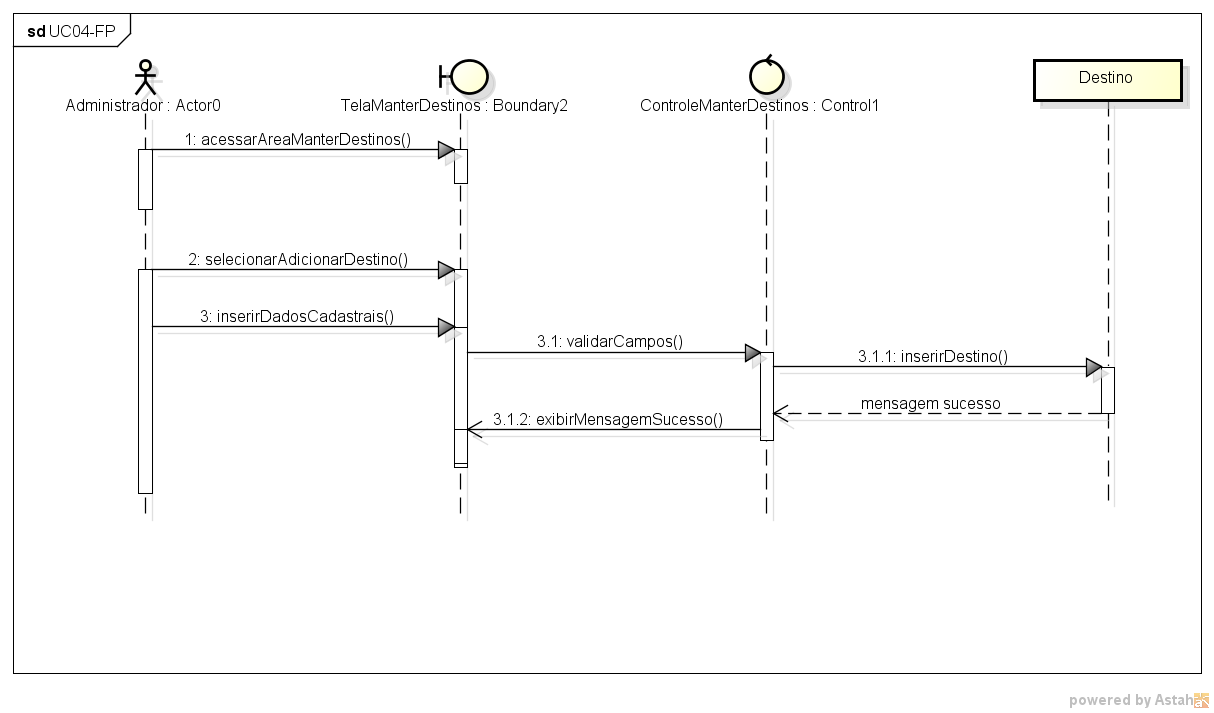 sd UC04-FP
Administrador : Actor0
TelaManterDestinos : Boundary2
ControleManterDestinos : Control1
Destino
1: acessarAreaManterDestinos()
2: selecionarAdicionarDestino()
3: inserirDadosCadastrais()
3.1: validarCampos()
3.1.1: inserirDestino()
mensagem sucesso
3.1.2: exibirMensagemSucesso()
powered by Astah